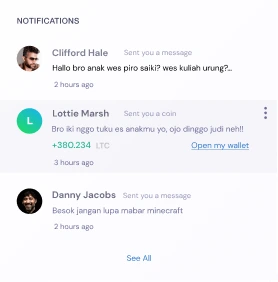 NOTIFICATIONS
Clifford Hale Sent you a message
Hallo bro anak wes piro saiki? wes kuliah urung?...
2 hours ago
L
Lottie Marsh Sent you a coin
Bro iki nggo tuku es anakmu yo, ojo dinggo judi neh!!
+380.234 LTC Open my wallet
3 hours ago
Danny Jacobs Sent you a message
Besok jangan lupa mabar minecraft
2 hours ago
See All